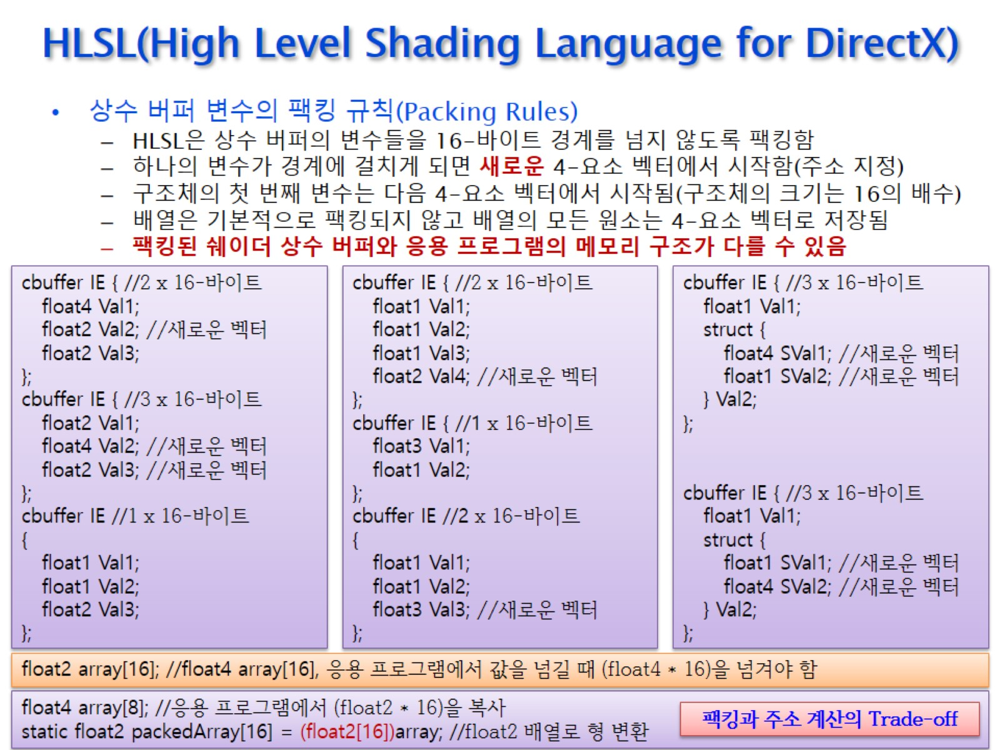 HLSL(High Level Shading Language for DirectX)
• 상수 버퍼 변수의 팩킹 규칙(Packing Rules)
– HLSL은 상수 버퍼의 변수들을 16-바이트 경계를 넘지 않도록 팩킹함
– 하나의 변수가 경계에 걸치게 되면 새로운 4-요소 벡터에서 시작함(주소 지정)
– 구조체의 첫 번째 변수는 다음 4-요소 벡터에서 시작됨(구조체의 크기는 16의 배수)
– 배열은 기본적으로 팩킹되지 않고 배열의 모든 원소는 4-요소 벡터로 저장됨
– 팩킹된 쉐이더 상수 버퍼와 응용 프로그램의 메모리 구조가 다를 수 있음
cbuffer IE { //2 x 16-바이트
float4 Val1;
float2 Val2; //새로운 벡터
float2 Val3;
};
cbuffer IE { //3 x 16-바이트
float2 Val1;
float4 Val2; //새로운 벡터
float2 Val3; //새로운 벡터
};
cbuffer IE //1 x 16-바이트
{
float1 Val1;
float1 Val2;
float2 Val3;
};
cbuffer IE { //2 x 16-바이트
float1 Val1;
float1 Val2;
float1 Val3;
float2 Val4; //새로운 벡터
};
cbuffer IE { //1 x 16-바이트
float3 Val1;
float1 Val2;
};
cbuffer IE //2 x 16-바이트
{
float1 Val1;
float1 Val2;
float3 Val3; //새로운 벡터
};
cbuffer IE { //3 x 16-바이트
float1 Val1;
struct {
float4 SVal1; //새로운 벡터
float1 SVal2; //새로운 벡터
} Val2;
};
cbuffer IE { //3 x 16-바이트
float1 Val1;
struct {
float1 SVal1; //새로운 벡터
float4 SVal2; //새로운 벡터
} Val2;
};
float2 array[16]; //float4 array[16], 응용 프로그램에서 값을 넘길 때 (float4 * 16)을 넘겨야 함
float4 array[8]; //응용 프로그램에서 (float2 * 16)을 복사
static float2 packedArray[16] = (float2[16])array; //float2 배열로 형 변환
팩킹과 주소 계산의 Trade-off